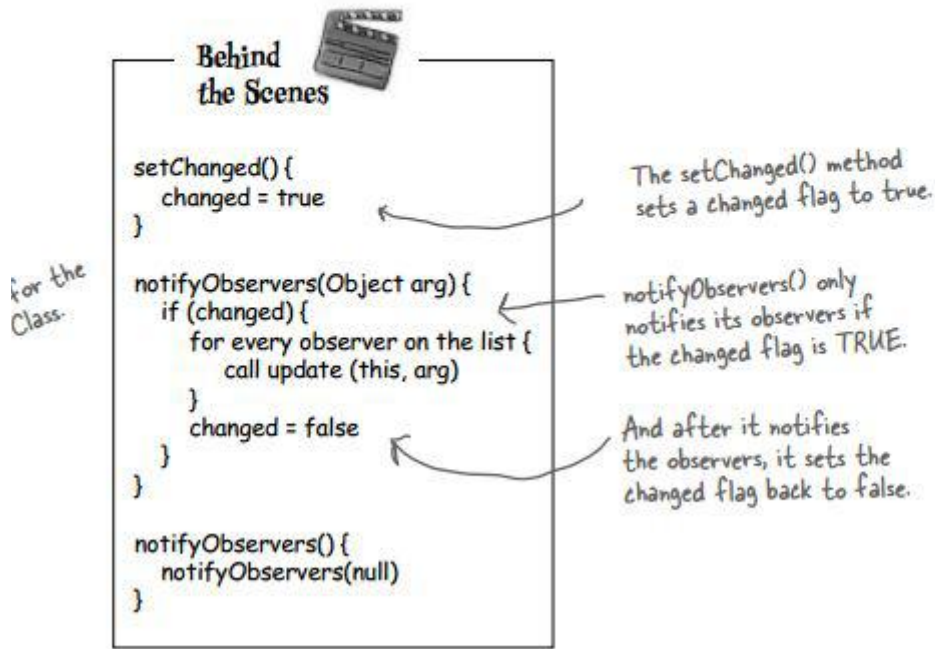 Behind
the Scenes
setChanged() {
changed = true
}
notifyObservers(Object arg) {
if (changed) {
for every observer on the list {
call update (this, arg)
}
changed = false
}
}
notifyObservers() {
notifyObservers(null)
}
for the
Class.
The setChanged() method
sets a changed flag to true.
notifyObservers() only
notifies its observers if
the changed flag is TRUE.
And after it notifies
the observers, it sets the
changed flag back to false.